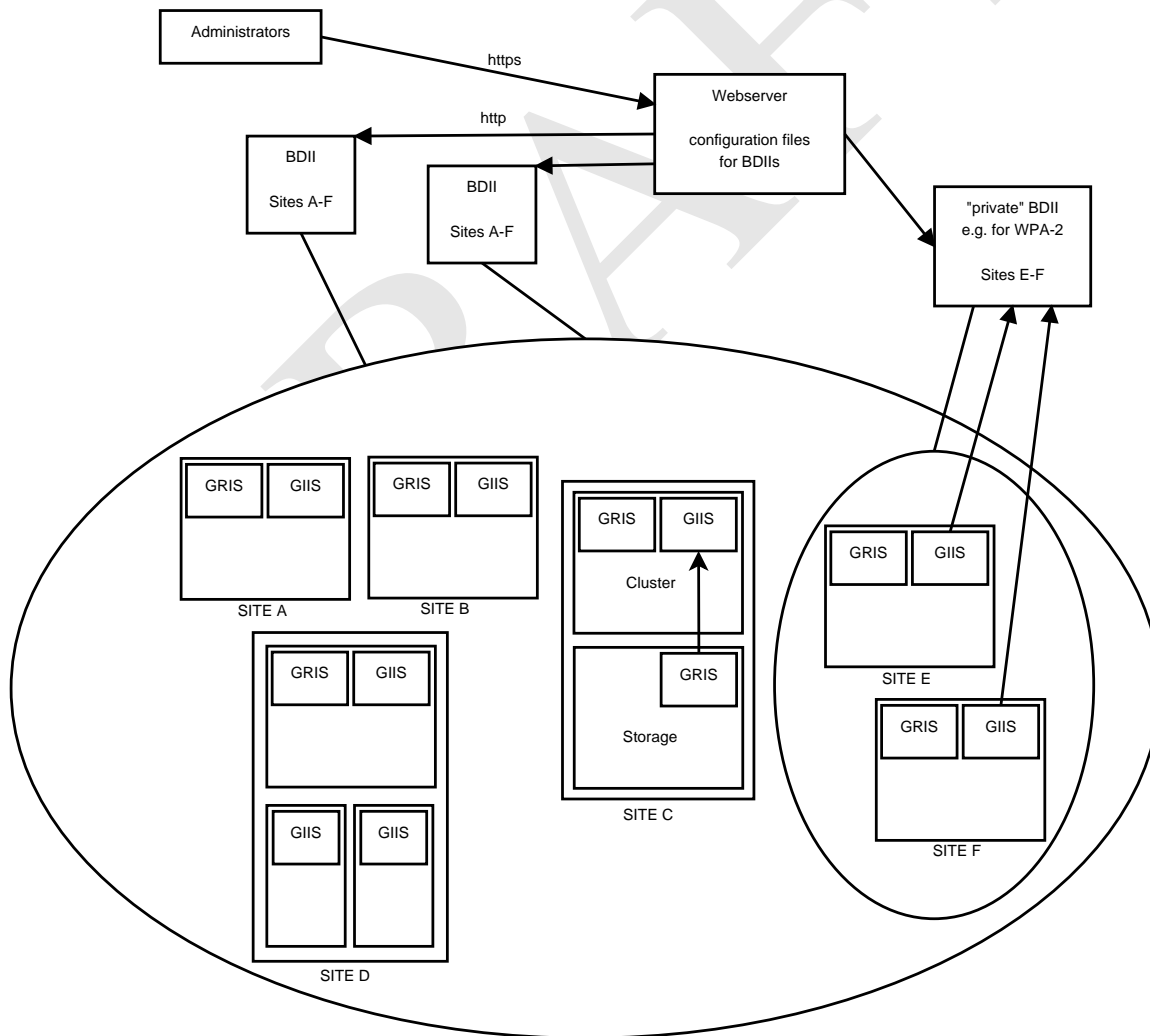 Administrators
https
Webserver
configuration files
for BDIIs
http
BDII
Sites A-F
BDII
Sites A-F
"private" BDII
e.g. for WPA-2
Sites E-F
GRIS GIIS
SITE A
GRIS GIIS
SITE B
GRIS GIIS
Cluster
GRIS
Storage
SITE C
GRIS GIIS
GIIS GIIS
SITE D
GRIS GIIS
SITE E
GRIS GIIS
SITE F